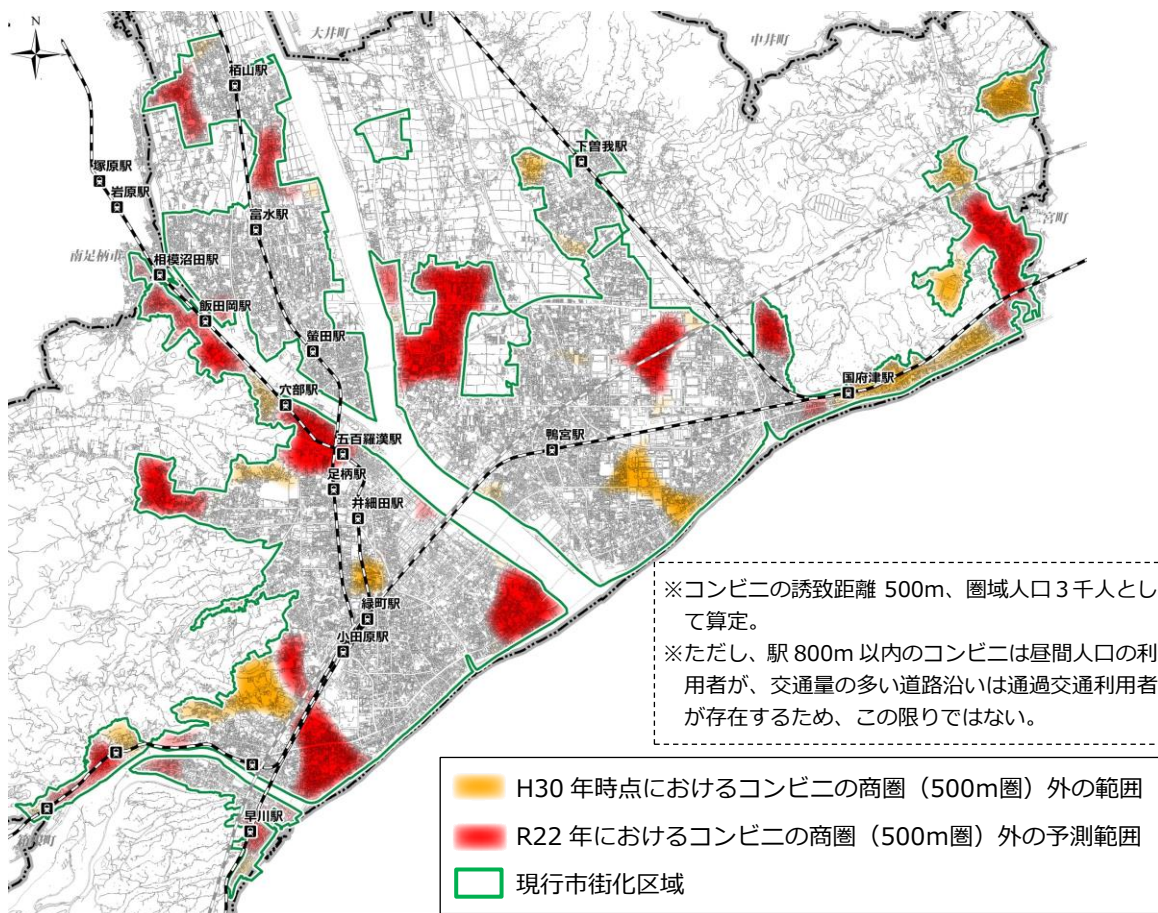 N
大井町
中井町
栢山駅
下曽我駅
塚原駅
岩原駅
富水駅
南足柄市
相模沼田駅
飯田岡駅
螢田駅
国府津駅
穴部駅
五百羅漢駅
鴨宮駅
足柄駅
井細田駅
緑町駅
小田原駅
早川駅
※コンビニの誘致距離 500m、圏域人口3千人とし
て算定。
※ただし、駅 800m 以内のコンビニは昼間人口の利
用者が、交通量の多い道路沿いは通過交通利用者
が存在するため、この限りではない。
H30 年時点におけるコンビニの商圏（500m圏）外の範囲
R22 年におけるコンビニの商圏（500m圏）外の予測範囲
現行市街化区域